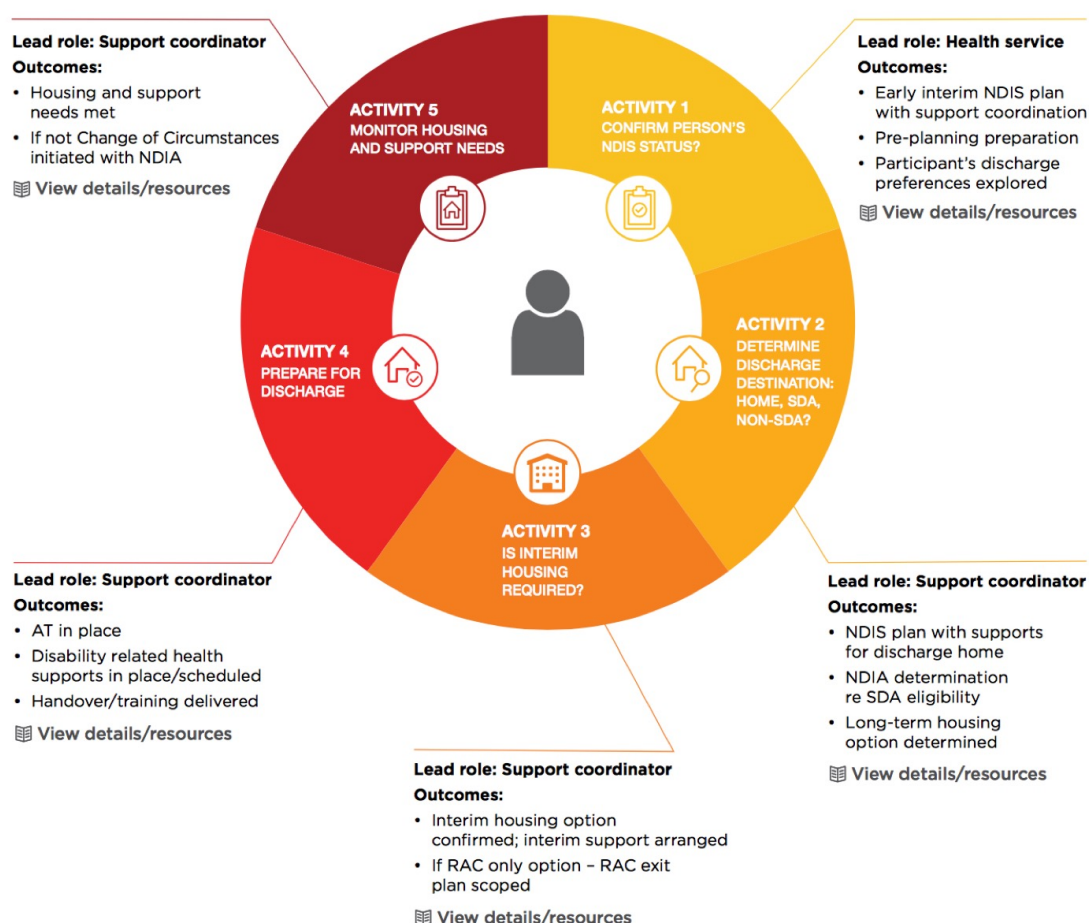 Lead role: Support coordinator
Outcomes:
• Housing and support
needs met
• If not Change of Circumstances
initiated with NDIA
View details/resources
ACTIVITY 5
MONITOR HOUSING
AND SUPPORT NEEDS
ACTIVITY 1
CONFIRM PERSON'S
NDIS STATUS?
Lead role: Health service
Outcomes:
• Early interim NDIS plan
with support coordination
• Pre-planning preparation
• Participant's discharge
preferences explored
View details/resources
ACTIVITY 4
PREPARE FOR
DISCHARGE
ACTIVITY 2
DETERMINE
DISCHARGE
DESTINATION:
HOME, SDA,
NON-SDA?
ACTIVITY 3
IS INTERIM
HOUSING
REQUIRED?
Lead role: Support coordinator
Outcomes:
• AT in place
• Disability related health
supports in place/scheduled
• Handover/training delivered
View details/resources
Lead role: Support coordinator
Outcomes:
• NDIS plan with supports
for discharge home
• NDIA determination
re SDA eligibility
• Long-term housing
option determined
View details/resources
Lead role: Support coordinator
Outcomes:
• Interim housing option
confirmed; interim support arranged
• If RAC only option – RAC exit
plan scoped
View details/resources